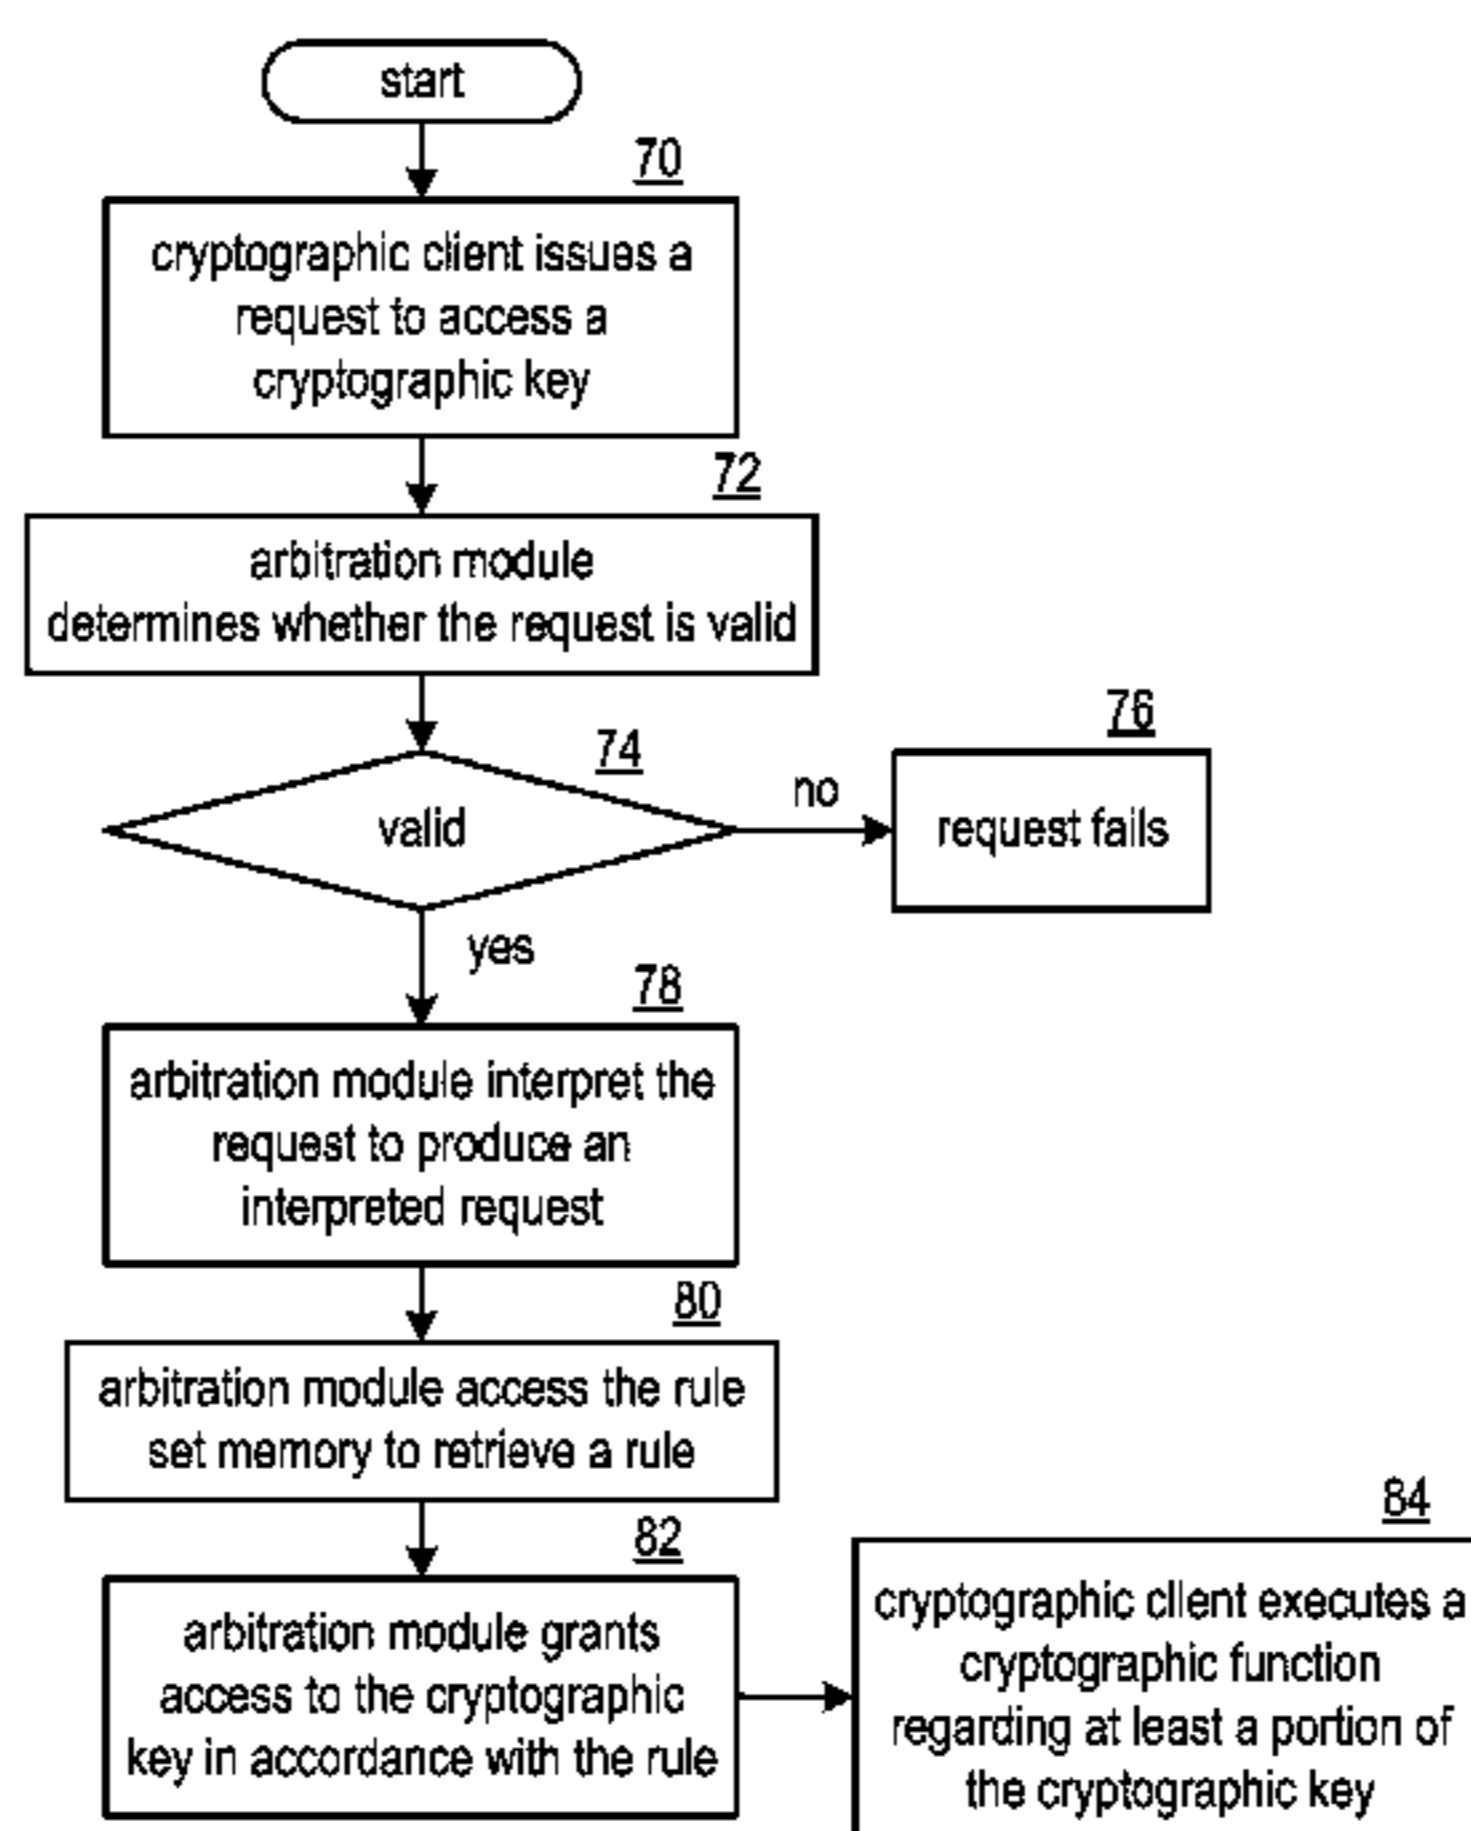 start
70
cryptographic client issues a
request to access a
cryptographic key
72
arbitration module
determines whether the request is valid
74
valid
no
76
request fails
yes
78
arbitration module interpret the
request to produce an
interpreted request
80
arbitration module access the rule
set memory to retrieve a rule
82
arbitration module grants
access to the cryptographic
key in accordance with the rule
84
cryptographic client executes a
cryptographic function
regarding at least a portion of
the cryptographic key